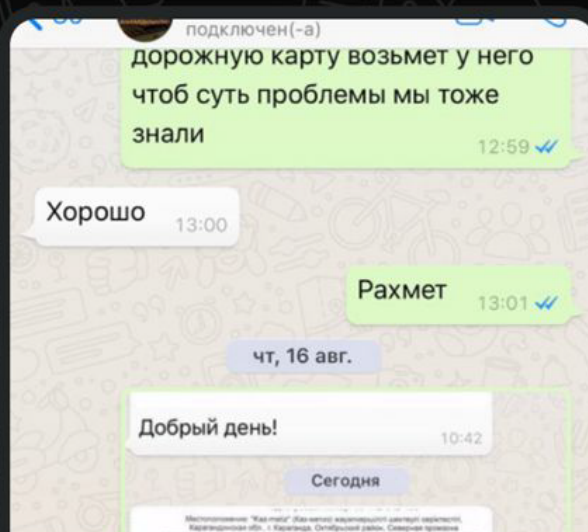 подключен(-а)
дорожную карту возьмет у него
чтоб суть проблемы мы тоже
знали
12:59
Хорошо
13:00
Рахмет
13:01
чт, 16 авг.
Добрый день!
10:42
Сегодня